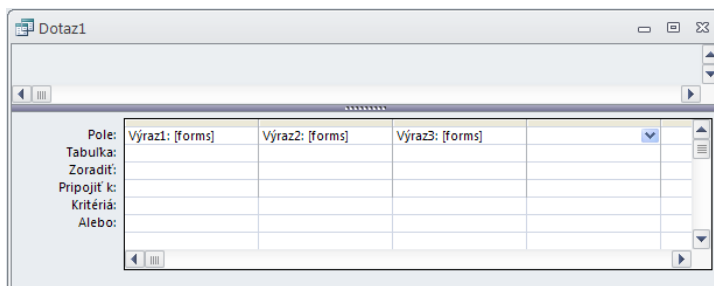 Dotaz1
Pole: Výraz1: [forms] Výraz2: [forms] Výraz3: [forms]
Tabuľka:
Zoradiť:
Pripojiť k:
Kritériá:
Alebo: